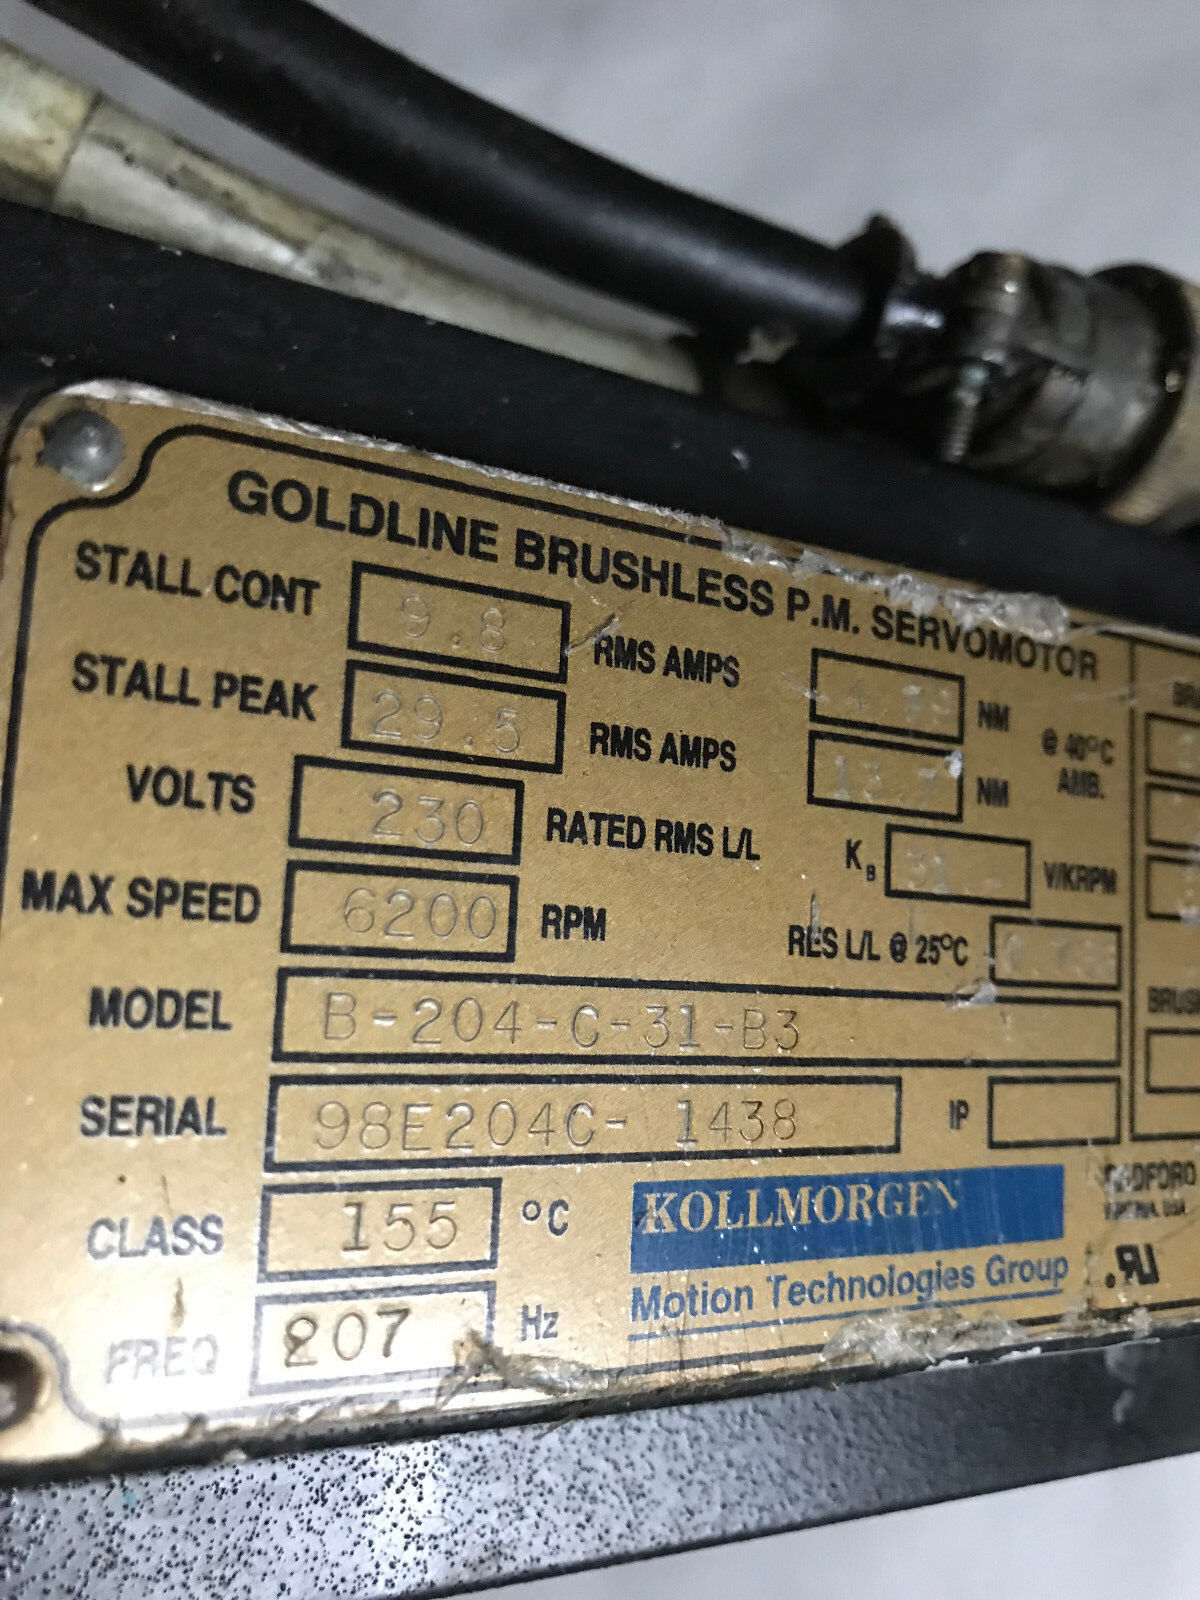 GOLDLINE BRUSHLESS P.M. SERVOMOTOR
STALL CONT 9.8 RMS AMPS NM
STALL PEAK 29.5 RMS AMPS NM
@ 40°C AMB.
VOLTS 230 RATED RMS L/L
KB 31 V/KRPM
MAX SPEED 6200 RPM
RES L/L @ 25°C
MODEL B-204-C-31-B3
SERIAL 98E204C- 1438 IP
CLASS 155 °C
KOLLMORGEN
Motion Technologies Group
FREQ 207 Hz